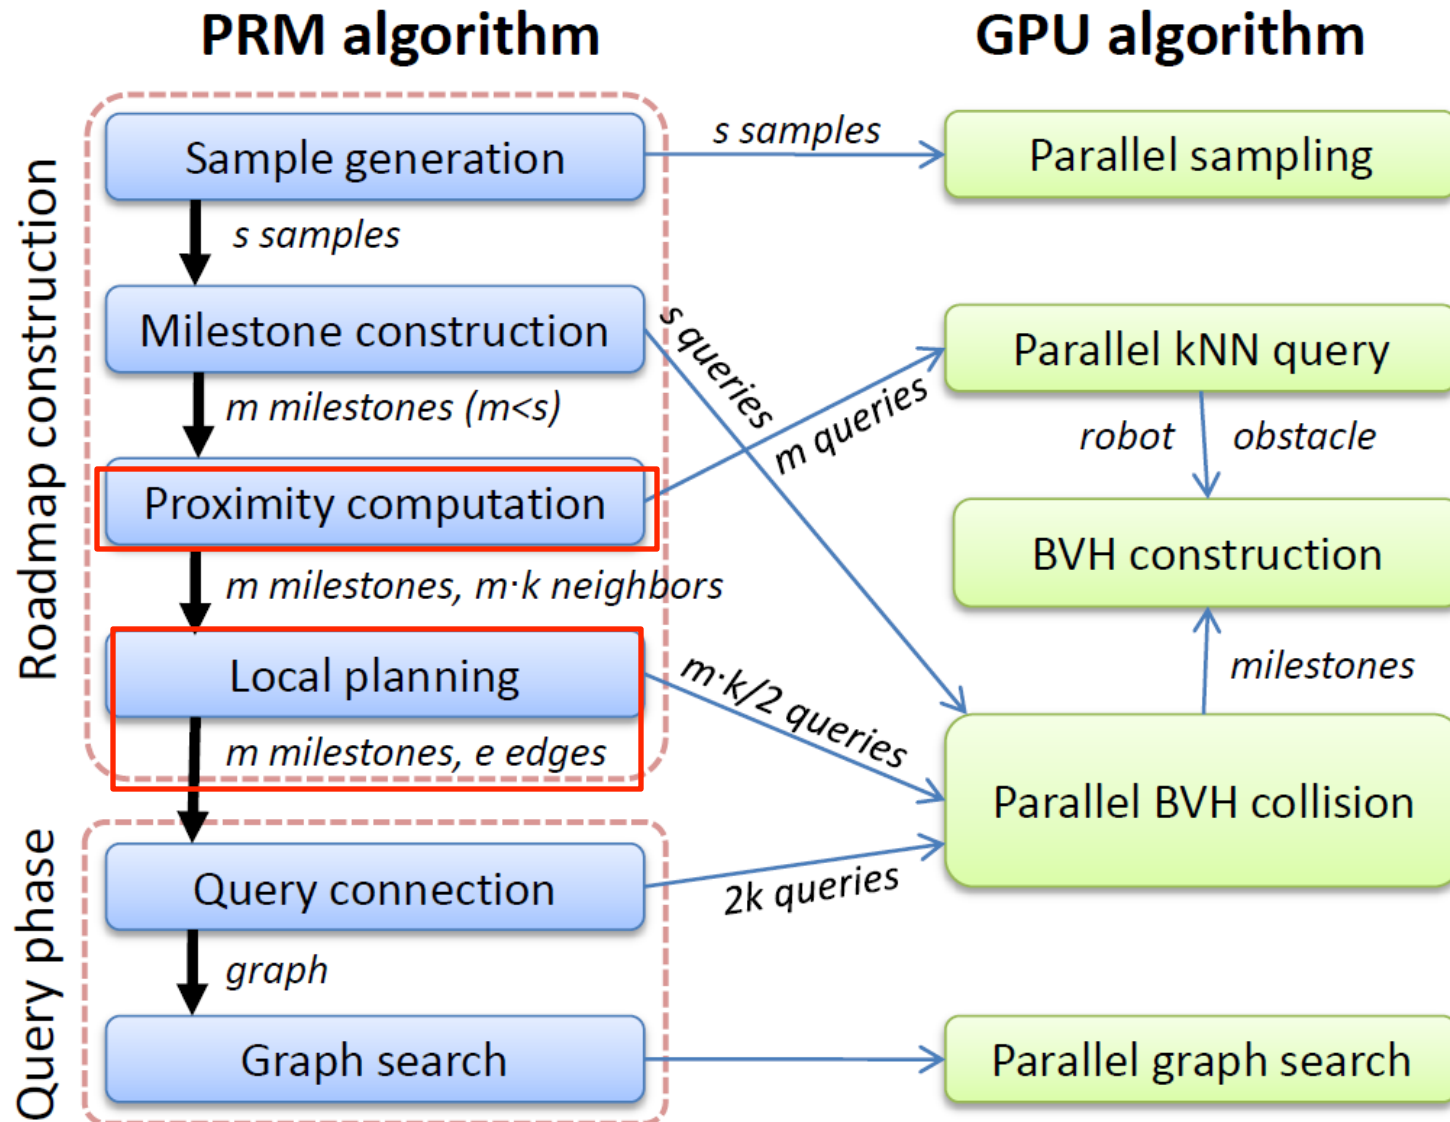 PRM algorithm
GPU algorithm
Roadmap construction
Sample generation
s samples
Parallel sampling
s samples
Milestone construction
s queries
Parallel kNN query
m milestones (m<s)
m queries
robot
obstacle
Proximity computation
BVH construction
m milestones, m·k neighbors
Local planning
m·k/2 queries
milestones
m milestones, e edges
Parallel BVH collision
Query phase
Query connection
2k queries
graph
Graph search
Parallel graph search